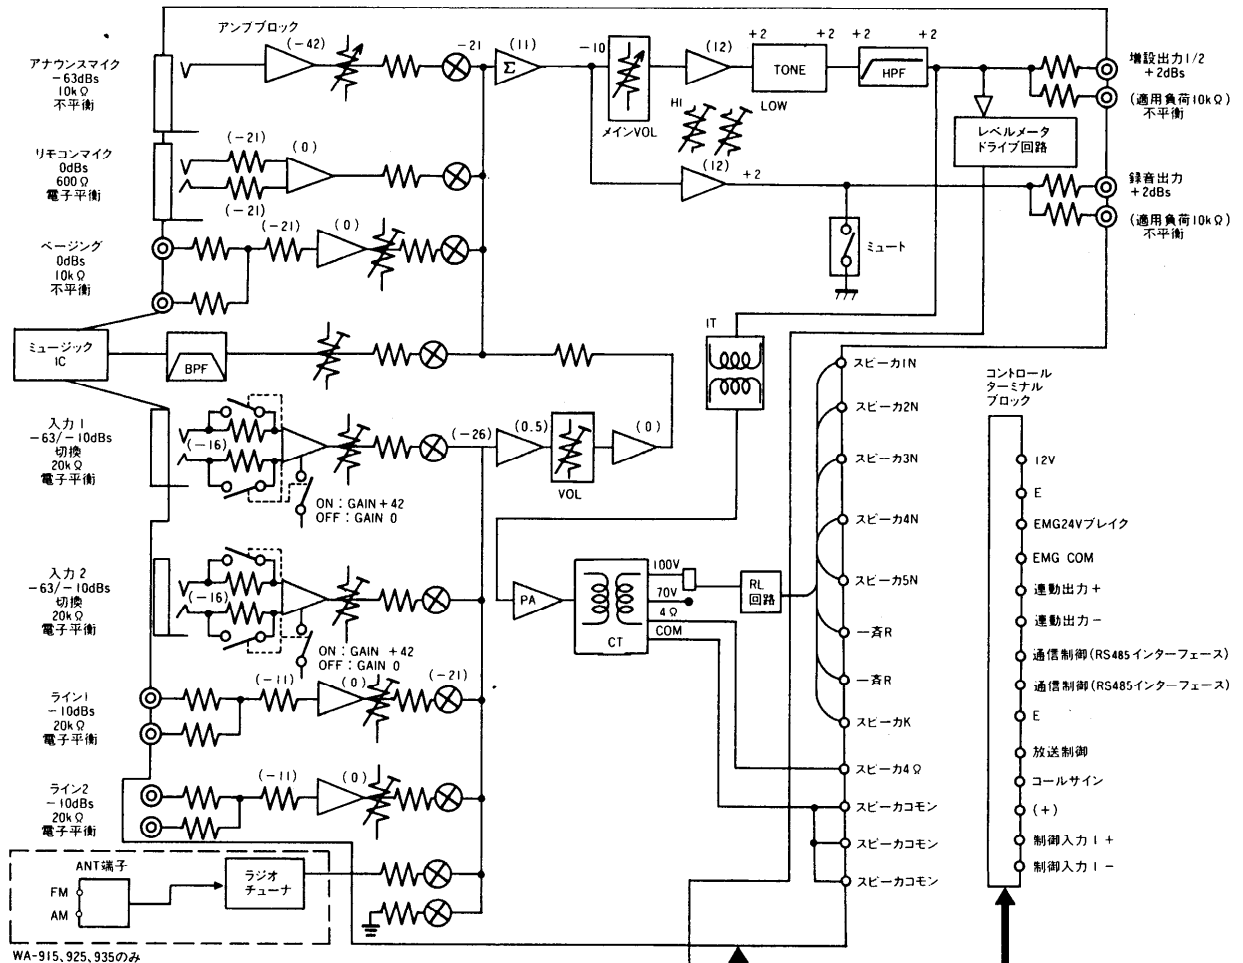 アンプブロック
アナウンスマイク
−63dBs
10kΩ
不平衡
(−42)
−21
(11)
Σ
−10
メインVOL
(12)
+2
TONE
LOW
HI
+2
+2
HPF
+2
増設出力1/2
+2dBs
(適用負荷10kΩ)
不平衡
レベルメータ
ドライブ回路
リモコンマイク
0dBs
600Ω
電子平衡
(−21)
(−21)
(0)
(12)
+2
ミュート
録音出力
+2dBs
(適用負荷10kΩ)
不平衡
ページング
0dBs
10kΩ
不平衡
(−21)
(0)
ミュージック
IC
BPF
IT
入力1
−63/−10dBs
切換
20kΩ
電子平衡
(−16)
ON:GAIN+42
OFF:GAIN 0
(−26)
(0.5)
VOL
(0)
入力2
−63/−10dBs
切換
20kΩ
電子平衡
(−16)
ON:GAIN +42
OFF:GAIN 0
PA
CT
100V
70V
4Ω
COM
RL
回路
ライン1
−10dBs
20kΩ
電子平衡
(−11)
(0)
(−21)
ライン2
−10dBs
20kΩ
電子平衡
(−11)
(0)
ANT端子
FM
AM
ラジオ
チューナ
WA-915,925,935のみ
スピーカ1N
スピーカ2N
スピーカ3N
スピーカ4N
スピーカ5N
一斉R
一斉R
スピーカK
スピーカ4Ω
スピーカコモン
スピーカコモン
スピーカコモン
コントロール
ターミナル
ブロック
12V
E
EMG24Vブレイク
EMG COM
連動出力+
連動出力−
通信制御(RS485インターフェース)
通信制御(RS485インターフェース)
E
放送制御
コールサイン
(+)
制御入力1+
制御入力1−